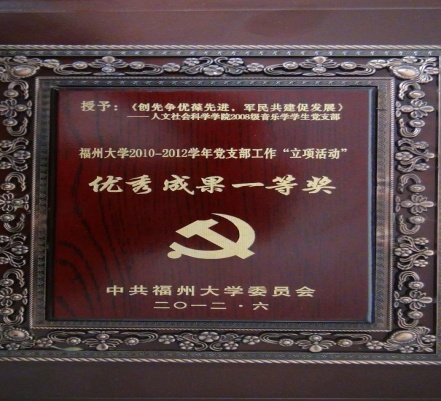 授予：《创先争优葆先进，军民共建促发展》
——人文社会科学学院2008级音乐学学生党支部
福州大学2010-2012学年党支部工作“立项活动”
优秀成果一等奖
中共福州大学委员会
二〇一二·六